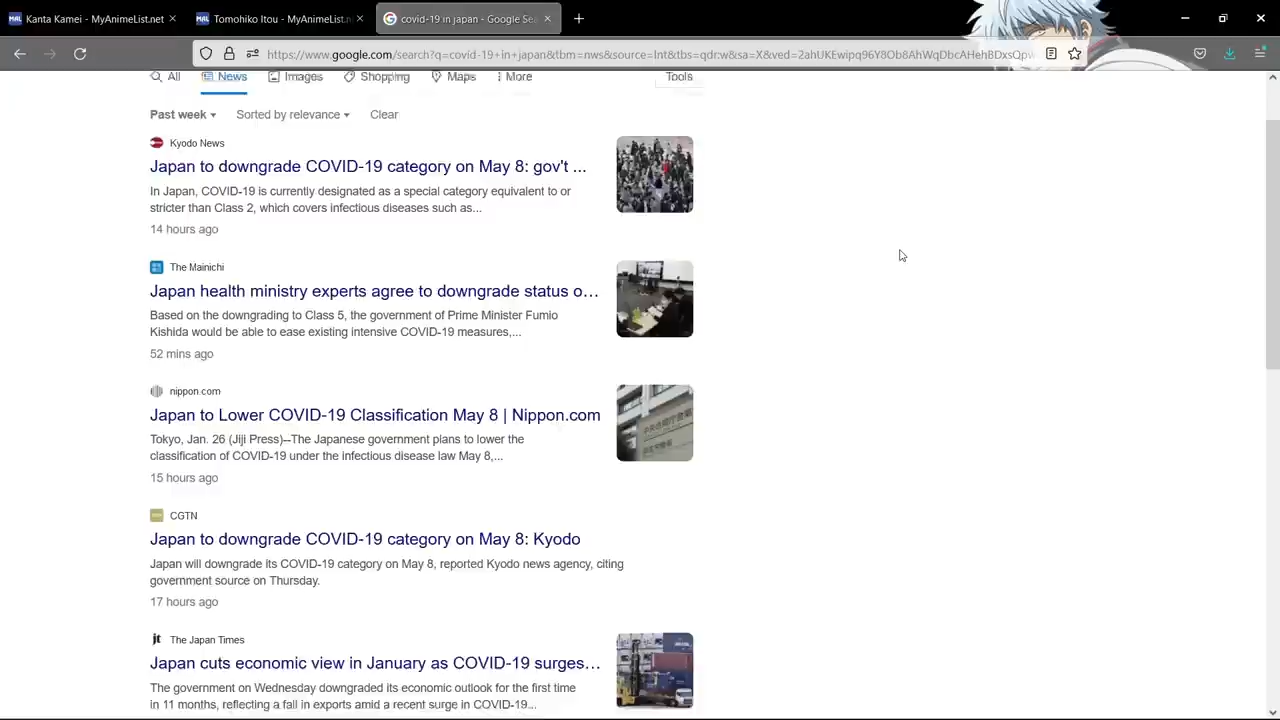 Kanta Kamei - MyAnimeList.net
Tomohiko Itou - MyAnimeList.net
covid-19 in japan - Google Sea
https://www.google.com/search?q=covid-19+in+japan&tbm=nws&source=lnt&tbs=qdr:w&sa=X&ved=2ahUKEwipq96Y8Ob8AhWqDbcAHehBDxsQpw
All
News
Images
Shopping
Maps
More
Tools
Past week
Sorted by relevance
Clear
Kyodo News
Japan to downgrade COVID-19 category on May 8: gov't ...
In Japan, COVID-19 is currently designated as a special category equivalent to or
stricter than Class 2, which covers infectious diseases such as...
14 hours ago
The Mainichi
Japan health ministry experts agree to downgrade status o...
Based on the downgrading to Class 5, the government of Prime Minister Fumio
Kishida would be able to ease existing intensive COVID-19 measures,...
52 mins ago
nippon.com
Japan to Lower COVID-19 Classification May 8 | Nippon.com
Tokyo, Jan. 26 (Jiji Press)--The Japanese government plans to lower the
classification of COVID-19 under the infectious disease law May 8,...
15 hours ago
CGTN
Japan to downgrade COVID-19 category on May 8: Kyodo
Japan will downgrade its COVID-19 category on May 8, reported Kyodo news agency, citing
government source on Thursday.
17 hours ago
jt The Japan Times
Japan cuts economic view in January as COVID-19 surges...
The government on Wednesday downgraded its economic outlook for the first time
in 11 months, reflecting a fall in exports amid a recent surge in COVID-19...